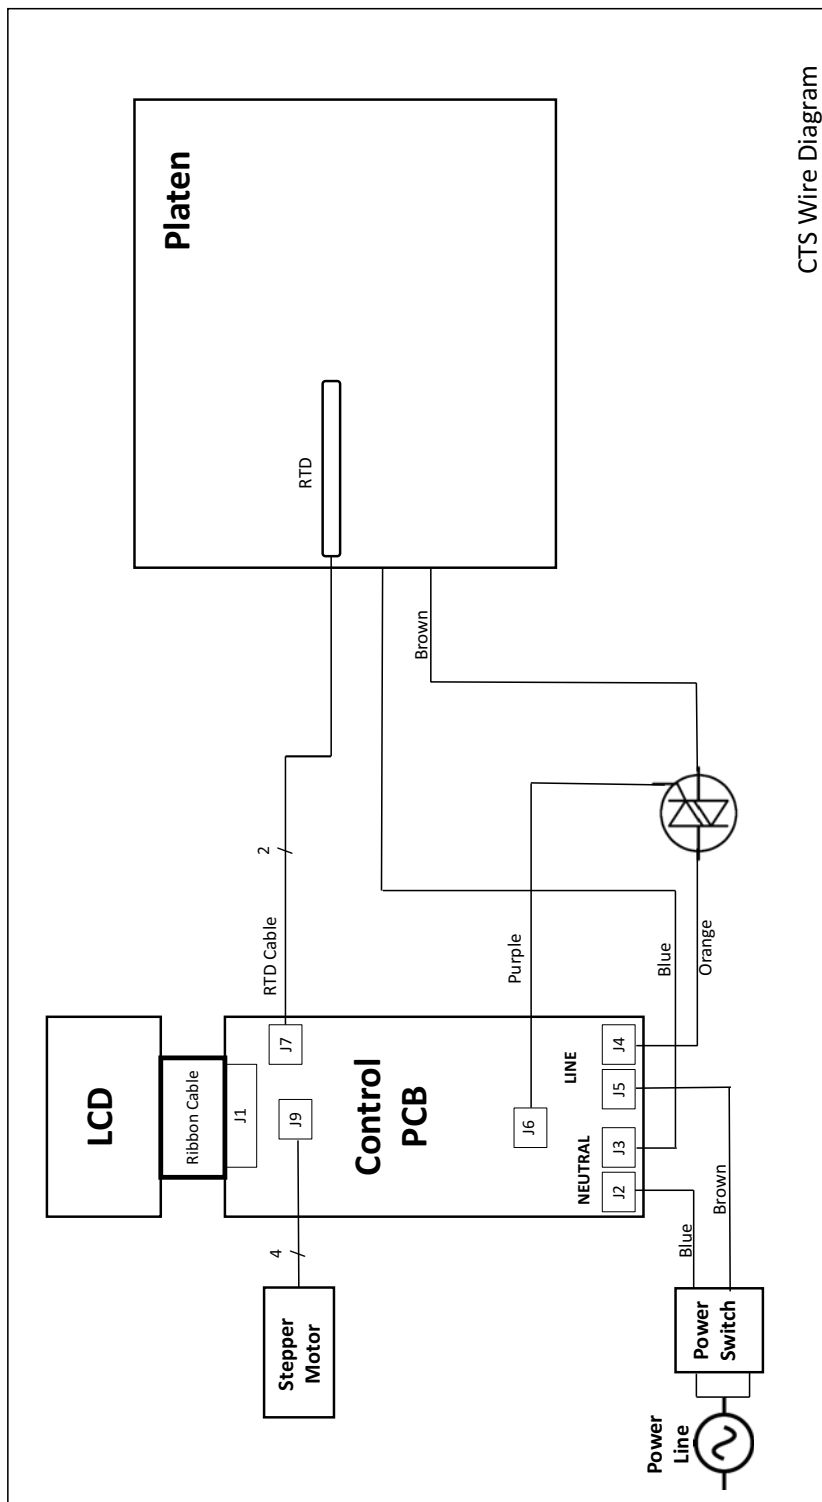 LCD
Ribbon Cable
J1
Control
PCB
J9
J7
J6
NEUTRAL
LINE
J2
J3
J5
J4
4
Stepper
Motor
RTD Cable
2
RTD
Platen
Purple
Blue
Orange
Brown
Blue
Brown
Power
Switch
Power
Line
CTS Wire Diagram